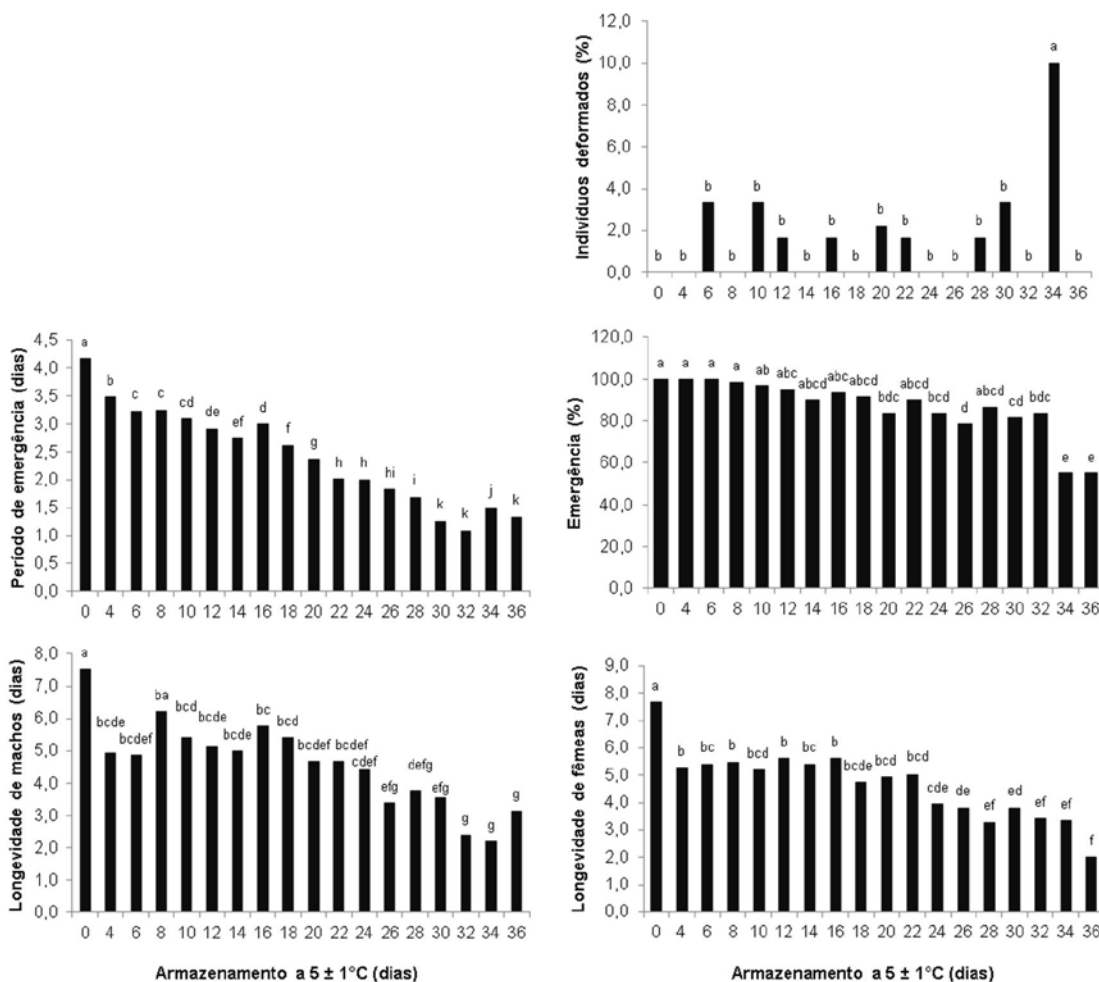 Indivíduos deformados (%)
12,0
10,0
8,0
6,0
4,0
2,0
0,0
b b b b b b b b b b b b b b b b a b
0 4 6 8 10 12 14 16 18 20 22 24 26 28 30 32 34 36
Período de emergência (dias)
4,5
4,0
3,5
3,0
2,5
2,0
1,5
1,0
0,5
0,0
a b c c cd de ef d f g h h hi i k k j k
0 4 6 8 10 12 14 16 18 20 22 24 26 28 30 32 34 36
Emergência (%)
120,0
100,0
80,0
60,0
40,0
20,0
0,0
a a a a ab abc abcd abc abcd bdc abcd bcd d abcd cd bdc e e
0 4 6 8 10 12 14 16 18 20 22 24 26 28 30 32 34 36
Longevidade de machos (dias)
8,0
7,0
6,0
5,0
4,0
3,0
2,0
1,0
0,0
a bcde bcdef ba bcd bcde bcde bc bcd bcdef bcdef cdef efg defg efg g g g
0 4 6 8 10 12 14 16 18 20 22 24 26 28 30 32 34 36
Armazenamento a 5 ± 1°C (dias)
Longevidade de fêmeas (dias)
9,0
8,0
7,0
6,0
5,0
4,0
3,0
2,0
1,0
0,0
a b bc b bcd b bc b bcde bcd bcd cde de ef ed ef ef f
0 4 6 8 10 12 14 16 18 20 22 24 26 28 30 32 34 36
Armazenamento a 5 ± 1°C (dias)